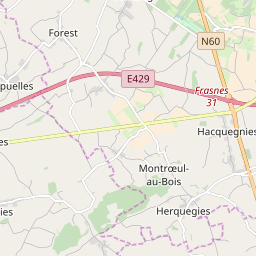 Forest
N60
E429
puelles
Frasnes
31
Hacquegnies
es
Montrœul-
au-Bois
ies
Herquegies